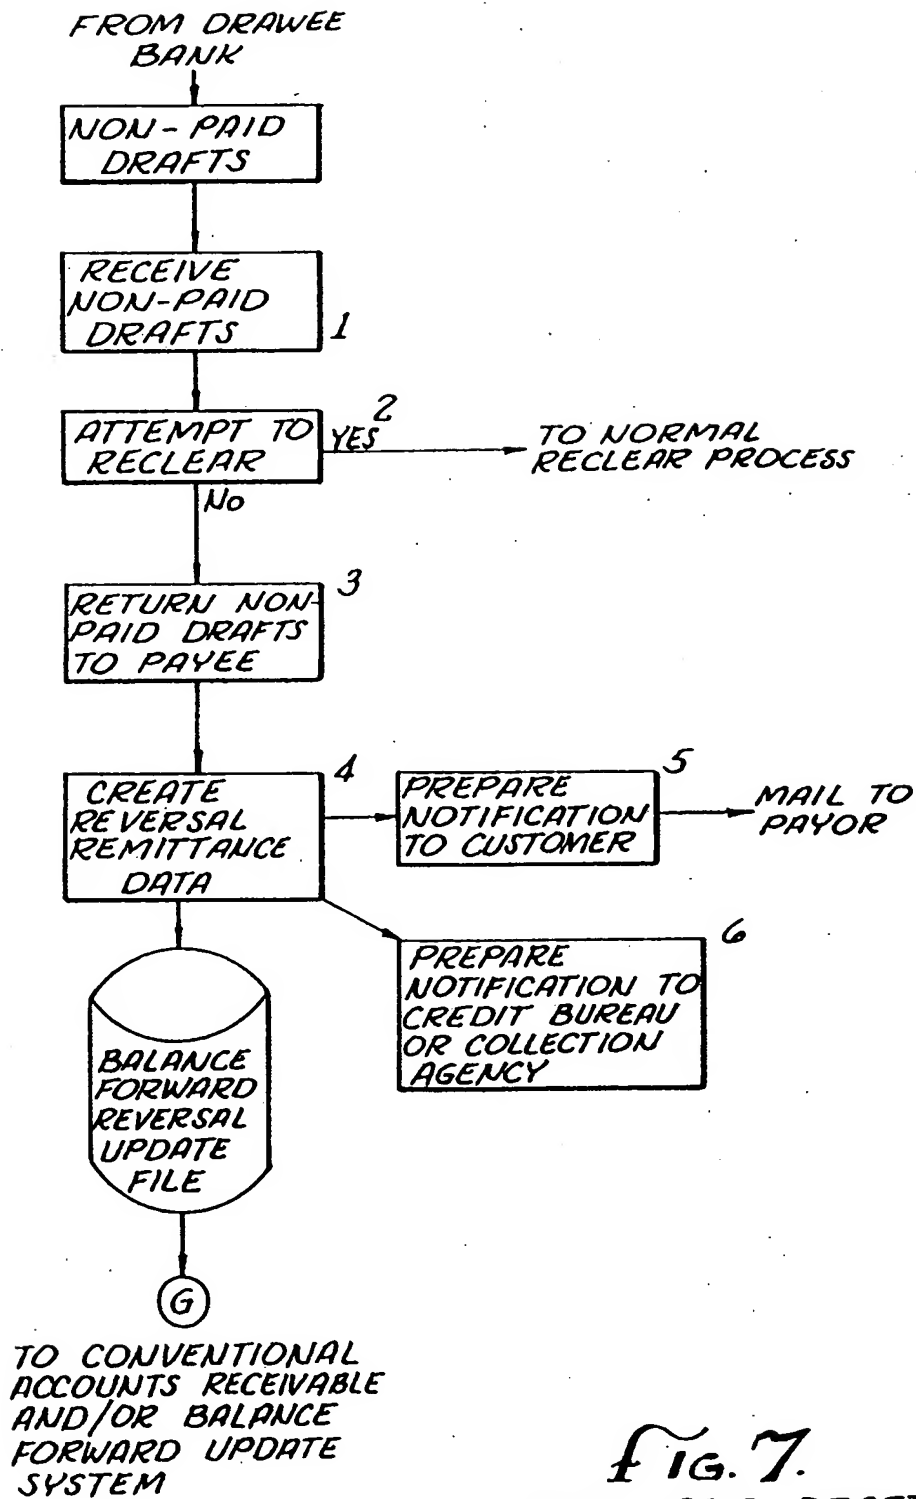 FROM DRAWEE
BANK
NON-PAID
DRAFTS
RECEIVE
NON-PAID
DRAFTS
1
ATTEMPT TO
RECLEAR
2
YES
TO NORMAL
RECLEAR PROCESS
NO
3
RETURN NON-
PAID DRAFTS
TO PAYEE
4
CREATE
REVERSAL
REMITTANCE
DATA
5
PREPARE
NOTIFICATION
TO CUSTOMER
MAIL TO
PAYOR
6
PREPARE
NOTIFICATION TO
CREDIT BUREAU
OR COLLECTION
AGENCY
BALANCE
FORWARD
REVERSAL
UPDATE
FILE
G
TO CONVENTIONAL
ACCOUNTS RECEIVABLE
AND/OR BALANCE
FORWARD UPDATE
SYSTEM
FIG. 7.